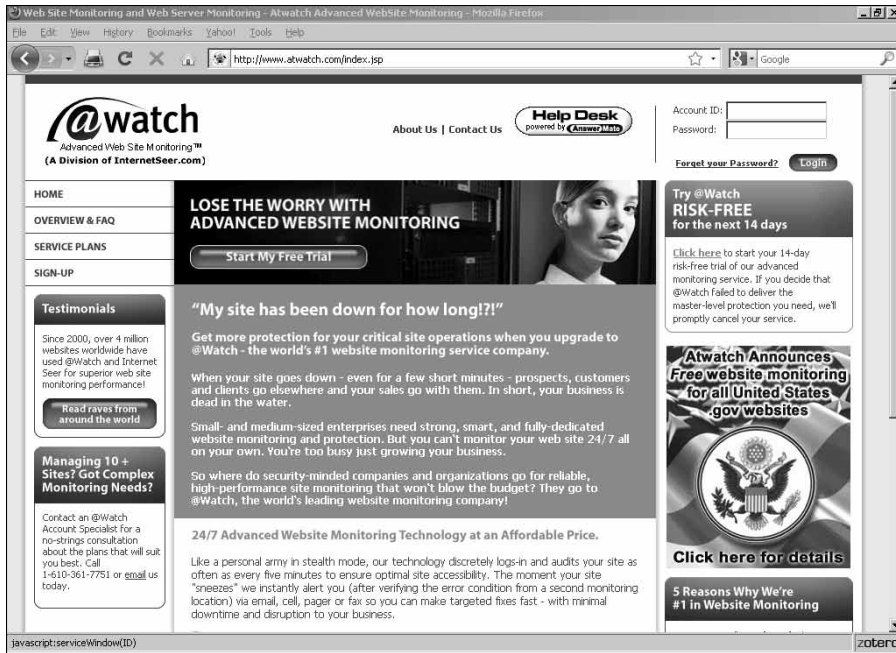 Web Site Monitoring and Web Server Monitoring - Atwatch Advanced WebSite Monitoring - Mozilla Firefox
File Edit View History Bookmarks Yahoo! Tools Help
http://www.atwatch.com/index.jsp
Google
@watch
Advanced Web Site Monitoring™
(A Division of InternetSeer.com)
About Us | Contact Us
Help Desk
powered by AnswerMate
Account ID:
Password:
Forget your Password?
Login
HOME
OVERVIEW & FAQ
SERVICE PLANS
SIGN-UP
Testimonials
Since 2000, over 4 million
websites worldwide have
used @Watch and Internet
Seer for superior web site
monitoring performance!
Read raves from
around the world
Managing 10 +
Sites? Got Complex
Monitoring Needs?
Contact an @Watch
Account Specialist for a
no-strings consultation
about the plans that will suit
you best. Call
1-610-361-7751 or email us
today.
LOSE THE WORRY WITH
ADVANCED WEBSITE MONITORING
Start My Free Trial
“My site has been down for how long!?!”
Get more protection for your critical site operations when you upgrade to
@Watch - the world's #1 website monitoring service company.
When your site goes down - even for a few short minutes - prospects, customers
and clients go elsewhere and your sales go with them. In short, your business is
dead in the water.
Small- and medium-sized enterprises need strong, smart, and fully-dedicated
website monitoring and protection. But you can't monitor your web site 24/7 all
on your own. You're too busy just growing your business.
So where do security-minded companies and organizations go for reliable,
high-performance site monitoring that won't blow the budget? They go to
@Watch, the world's leading website monitoring company!
24/7 Advanced Website Monitoring Technology at an Affordable Price.
Like a personal army in stealth mode, our technology discretely logs-in and audits your site as
often as every five minutes to ensure optimal site accessibility. The moment your site
"sneezes" we instantly alert you (after verifying the error condition from a second monitoring
location) via email, cell, pager or fax so you can make targeted fixes fast - with minimal
downtime and disruption to your business.
Try @Watch
RISK-FREE
for the next 14 days
Click here to start your 14-day
risk-free trial of our advanced
monitoring service. If you decide that
@Watch failed to deliver the
master-level protection you need, we'll
promptly cancel your service.
Atwatch Announces
Free website monitoring
for all United States
.gov websites
Click here for details
5 Reasons Why We're
#1 in Website Monitoring
javascript:serviceWindow(ID)
zotero